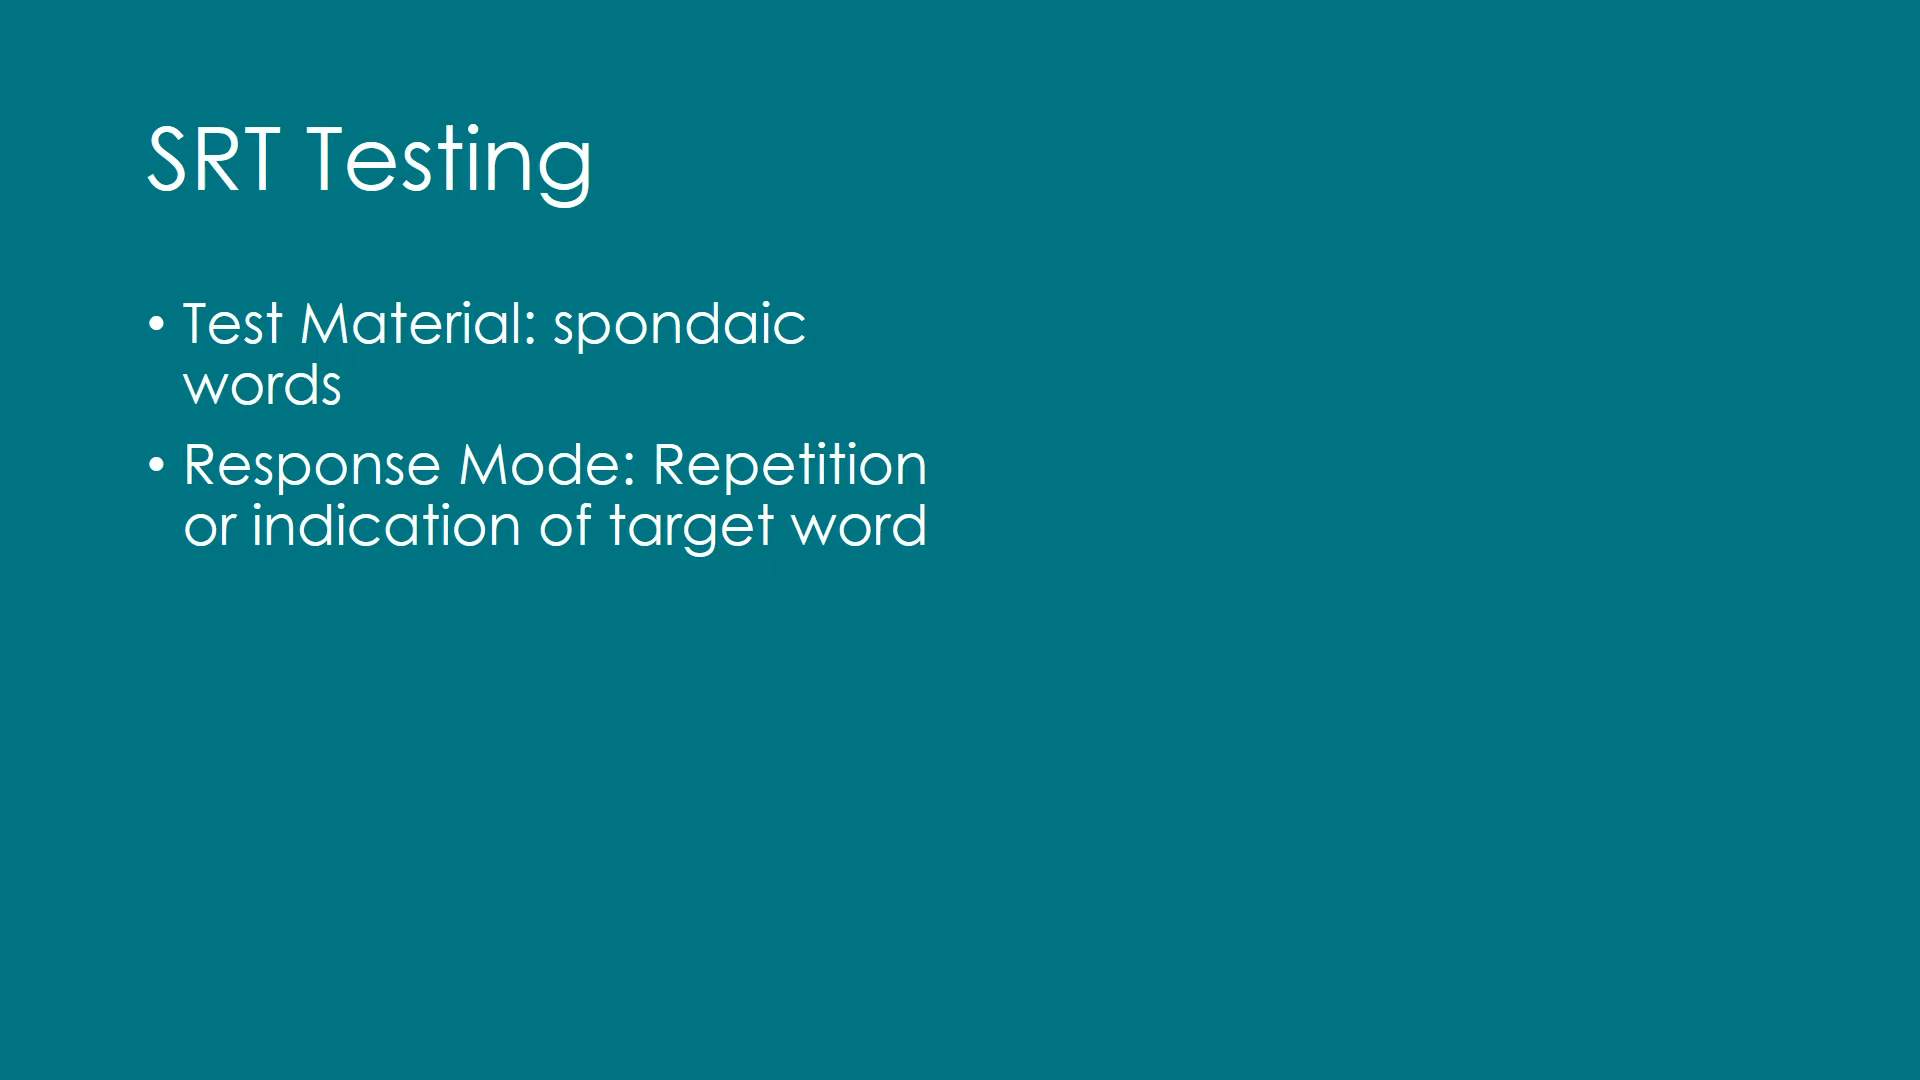 SRT Testing
• Test Material: spondaic
words
• Response Mode: Repetition
or indication of target word